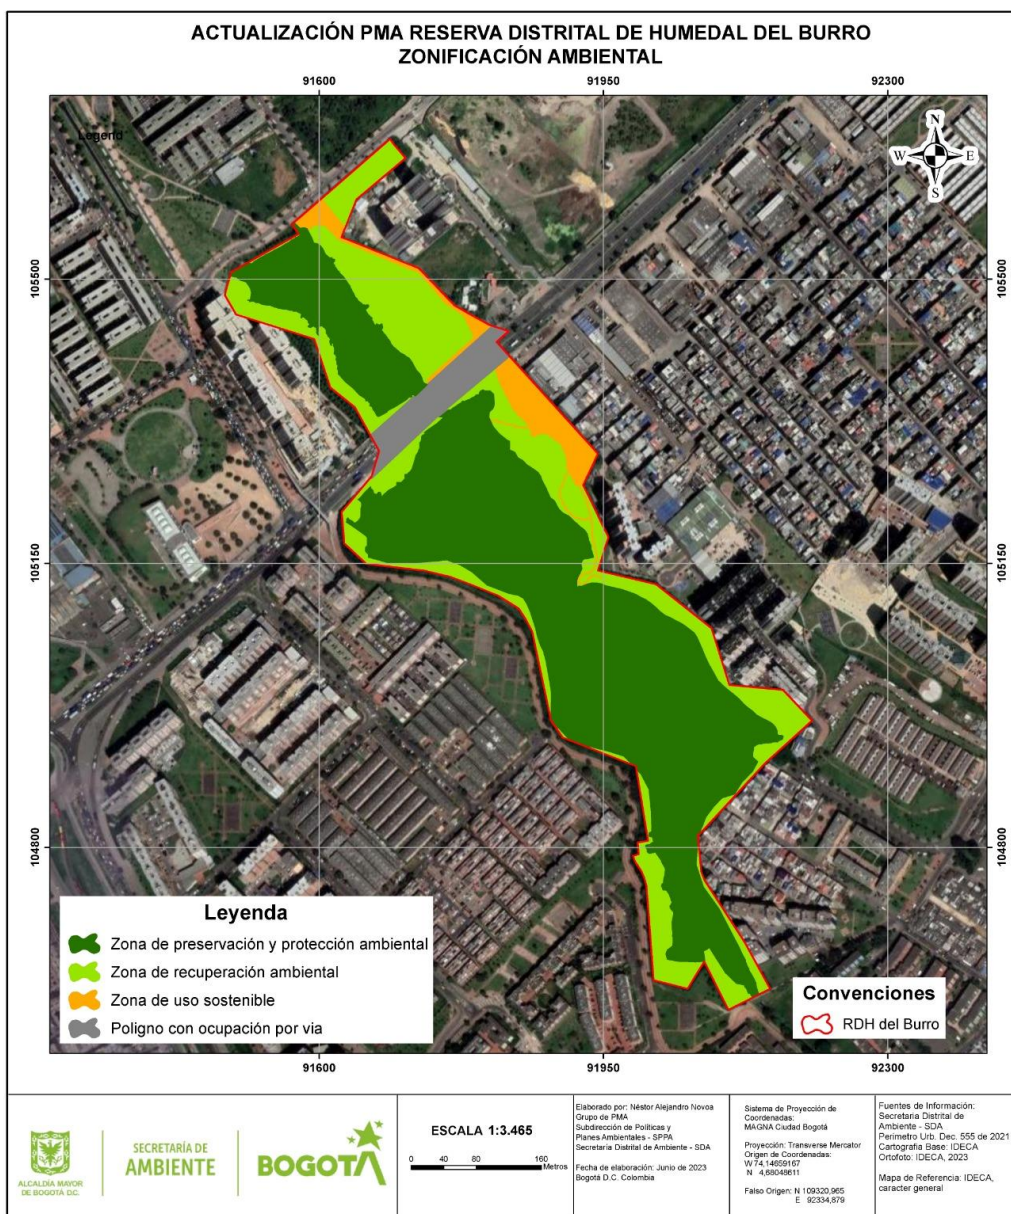 ACTUALIZACIÓN PMA RESERVA DISTRITAL DE HUMEDAL DEL BURRO
ZONIFICACIÓN AMBIENTAL
91600 91950 92300
Legend
N
W E
S
105500 105500
105150 105150
104800 104800
Leyenda
Zona de preservación y protección ambiental
Zona de recuperación ambiental
Zona de uso sostenible
Poligno con ocupación por via
Convenciones
RDH del Burro
91600 91950 92300
ALCALDÍA MAYOR
DE BOGOTÁ D.C.
SECRETARÍA DE
AMBIENTE
BOGOTÁ
ESCALA 1:3.465
0 40 80 160
Metros
Elaborado por: Néstor Alejandro Novoa
Grupo de PMA
Subdirección de Políticas y
Planes Ambientales - SPPA
Secretaría Distrital de Ambiente - SDA
Fecha de elaboración: Junio de 2023
Bogotá D.C. Colombia
Sistema de Proyección de
Coordenadas:
MAGNA Ciudad Bogotá
Proyección: Transverse Mercator
Origen de Coordenadas:
W 74,14659167
N 4,68048611
Falso Origen: N 109320,965
E 92334,879
Fuentes de Información:
Secretaria Distrital de
Ambiente - SDA
Perimetro Urb. Dec. 555 de 2021
Cartografia Base: IDECA
Ortofoto: IDECA, 2023
Mapa de Referencia: IDECA,
caracter general